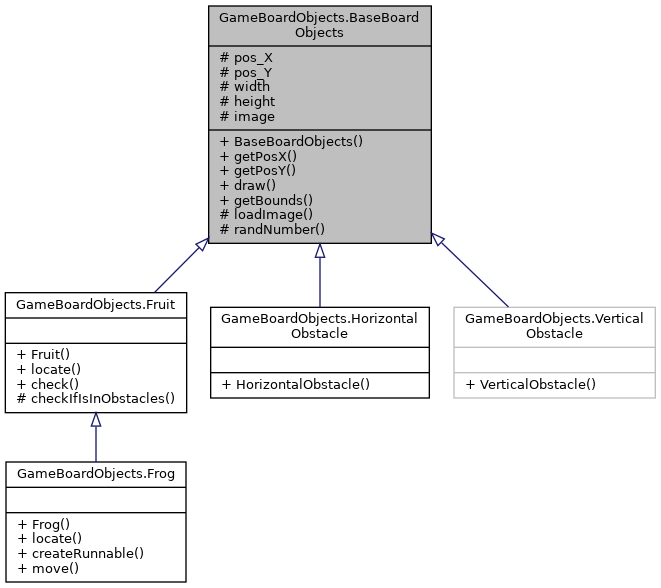 GameBoardObjects.BaseBoard
Objects
# pos_X
# pos_Y
# width
# height
# image
+ BaseBoardObjects()
+ getPosX()
+ getPosY()
+ draw()
+ getBounds()
# loadImage()
# randNumber()
GameBoardObjects.Fruit
+ Fruit()
+ locate()
+ check()
# checkIfIsInObstacles()
GameBoardObjects.Horizontal
Obstacle
+ HorizontalObstacle()
GameBoardObjects.Vertical
Obstacle
+ VerticalObstacle()
GameBoardObjects.Frog
+ Frog()
+ locate()
+ createRunnable()
+ move()